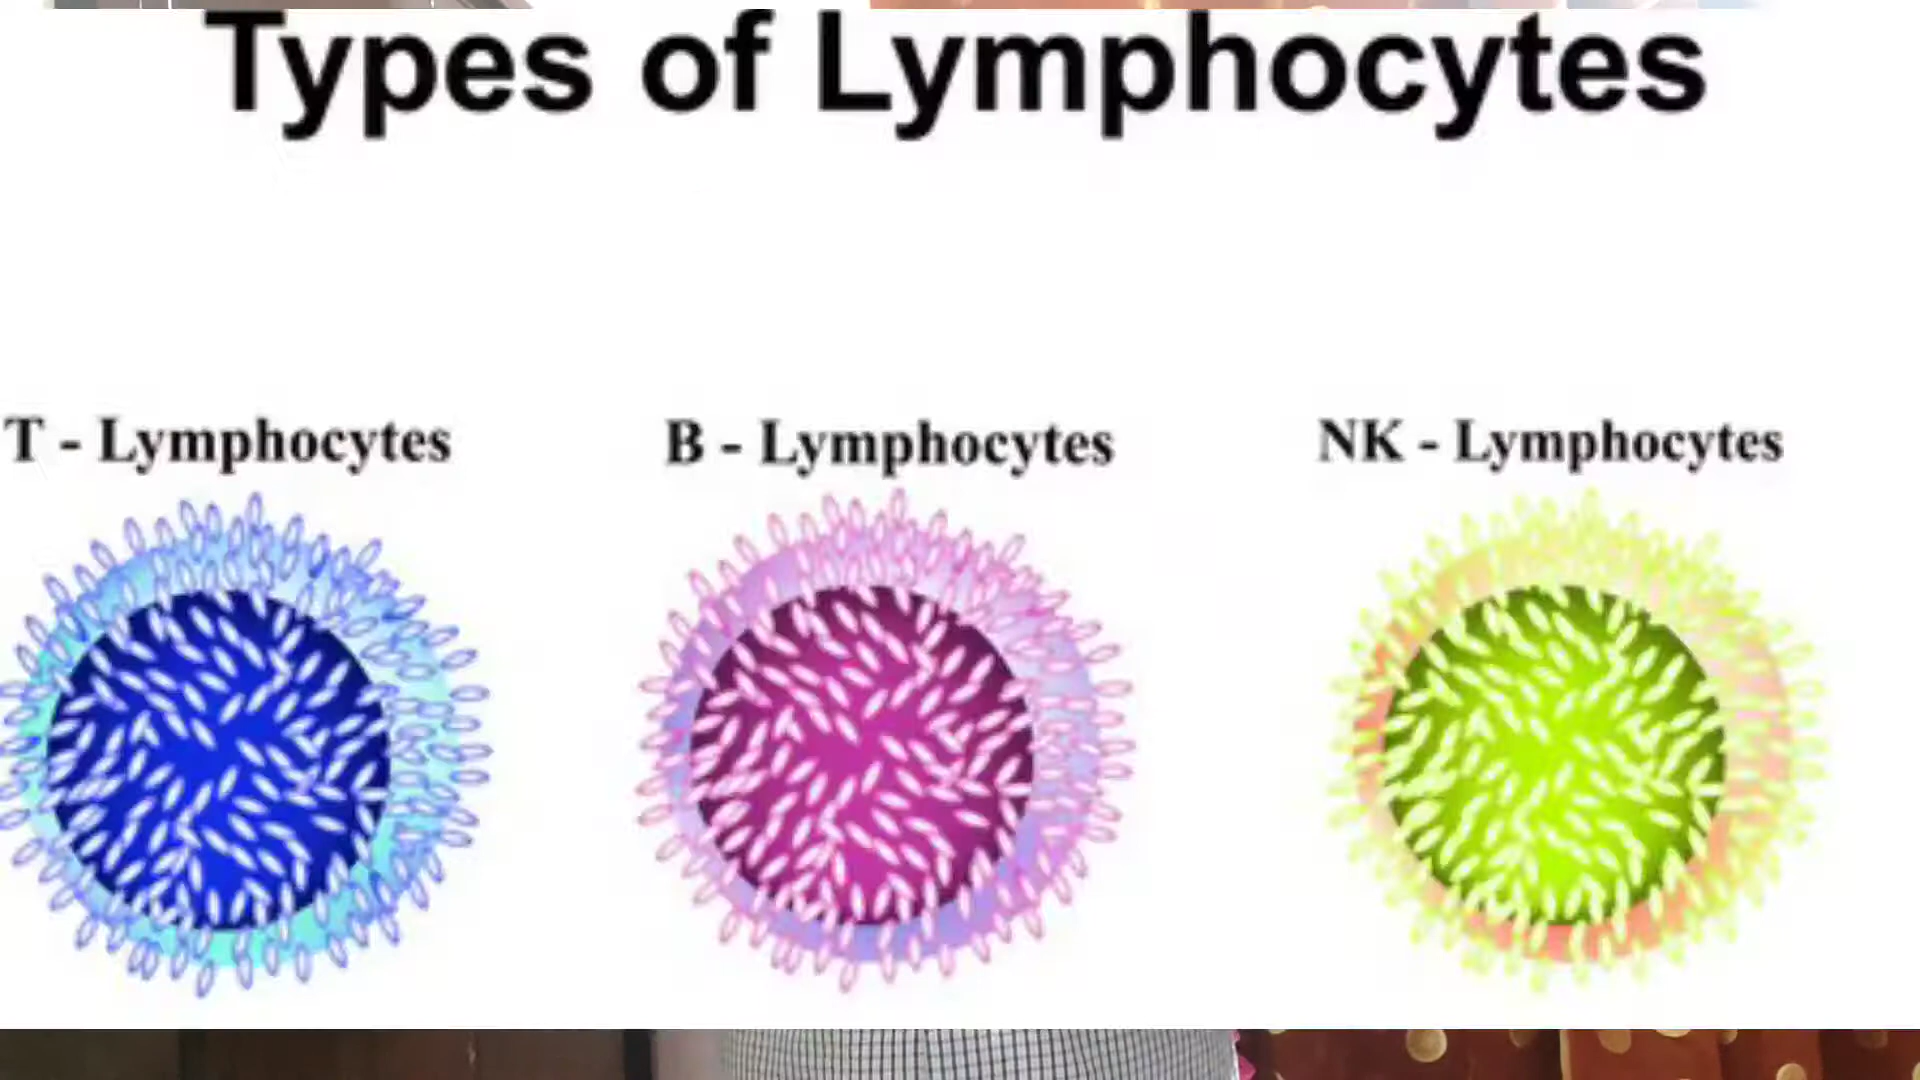 Types of Lymphocytes
T - Lymphocytes
B - Lymphocytes
NK - Lymphocytes